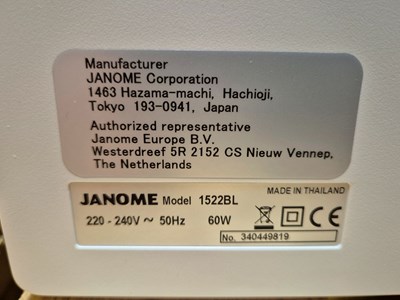 Manufacturer
JANOME Corporation
1463 Hazama-machi, Hachioji,
Tokyo 193-0941, Japan
Authorized representative
Janome Europe B.V.
Westerdreef 5R 2152 CS Nieuw Vennep,
The Netherlands
MADE IN THAILAND
JANOME Model 1522BL
220 - 240V ~ 50Hz 60W CE
No. 340449819